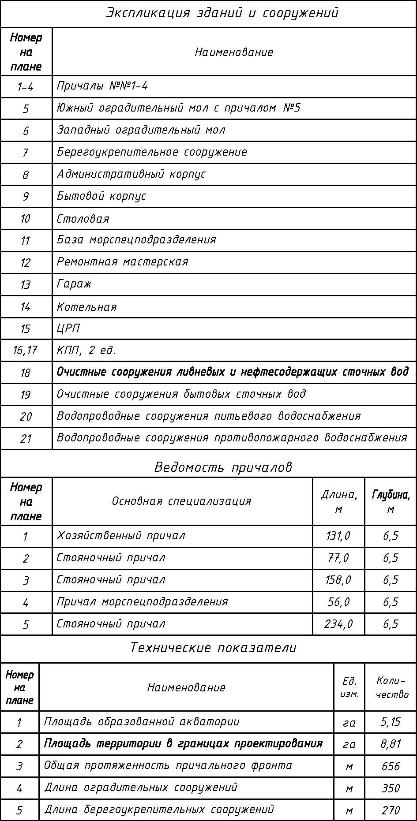 Экспликация зданий и сооружений
Номер на плане Наименование
1-4 Причалы №№1-4
5 Южный оградительный мол с причалом №5
6 Западный оградительный мол
7 Берегоукрепительное сооружение
8 Административный корпус
9 Бытовой корпус
10 Столовая
11 База морспецподразделения
12 Ремонтная мастерская
13 Гараж
14 Котельная
15 ЦРП
16,17 КПП, 2 ед.
18 Очистные сооружения ливневых и нефтесодержащих сточных вод
19 Очистные сооружения бытовых сточных вод
20 Водопроводные сооружения питьевого водоснабжения
21 Водопроводные сооружения противопожарного водоснабжения
Ведомость причалов
Номер на плане Основная специализация Длина, м Глубина, м
1 Хозяйственный причал 131,0 6,5
2 Стояночный причал 77,0 6,5
3 Стояночный причал 158,0 6,5
4 Причал морспецподразделения 56,0 6,5
5 Стояночный причал 234,0 6,5
Технические показатели
Номер на плане Наименование Ед. изм. Коли-чество
1 Площадь образованной акватории га 5,15
2 Площадь территории в границах проектирования га 8,81
3 Общая протяженность причального фронта м 656
4 Длина оградительных сооружений м 350
5 Длина берегоукрепительных сооружений м 270